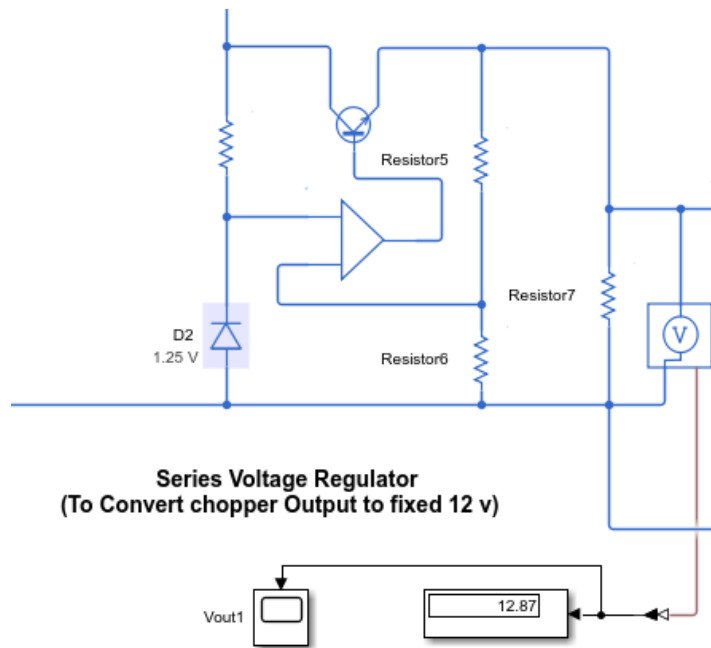 Resistor5
Resistor7
D2
1.25 V
Resistor6
V
Series Voltage Regulator
(To Convert chopper Output to fixed 12 v)
12.87
Vout1